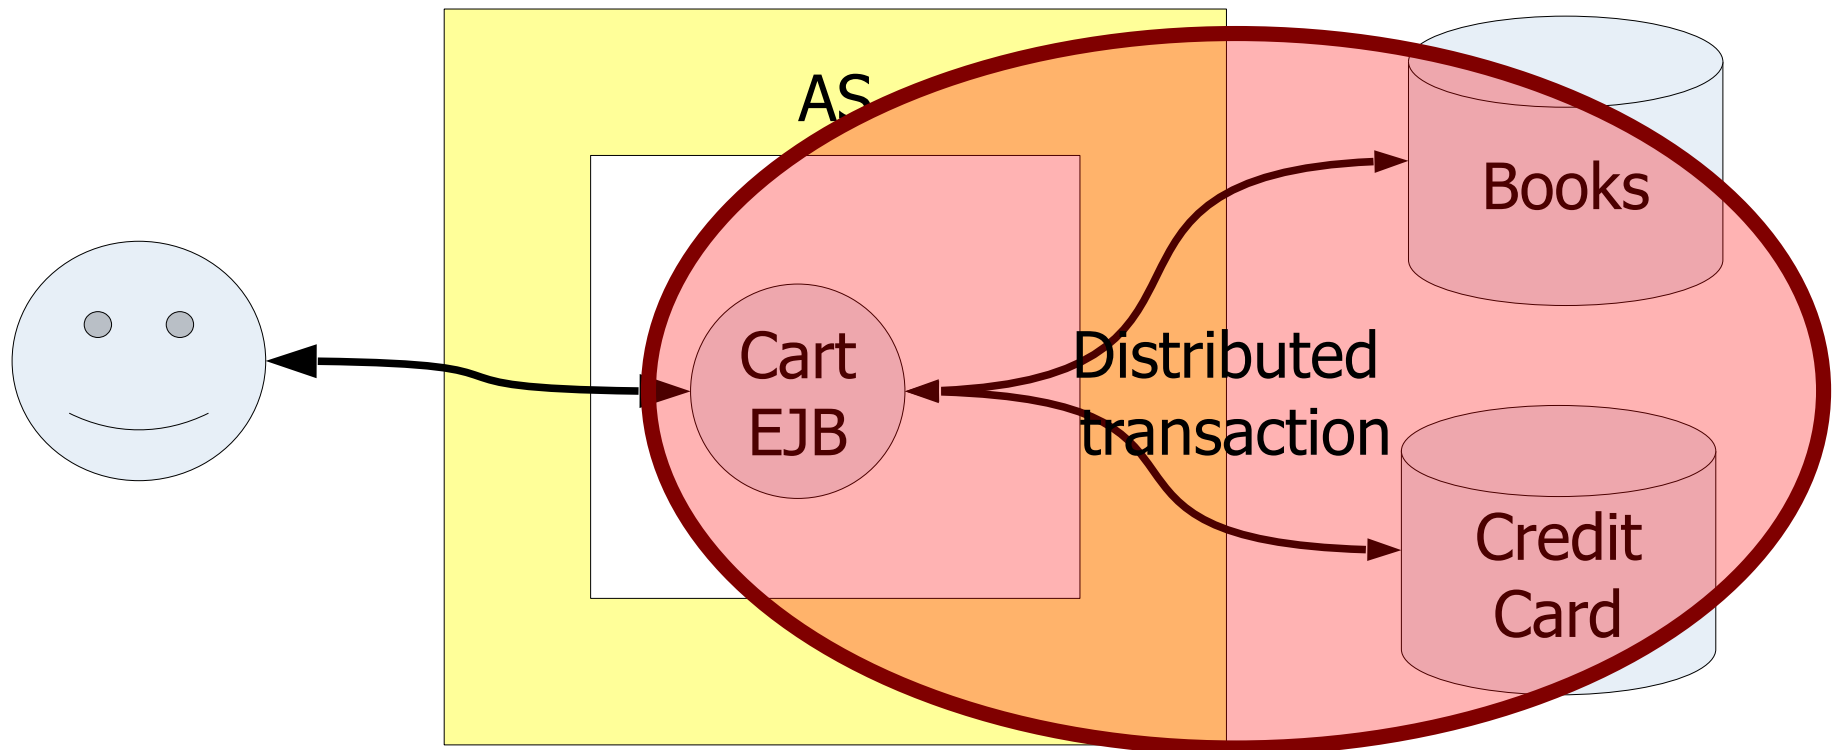 AS
Books
Cart
EJB
Distributed
transaction
Credit
Card